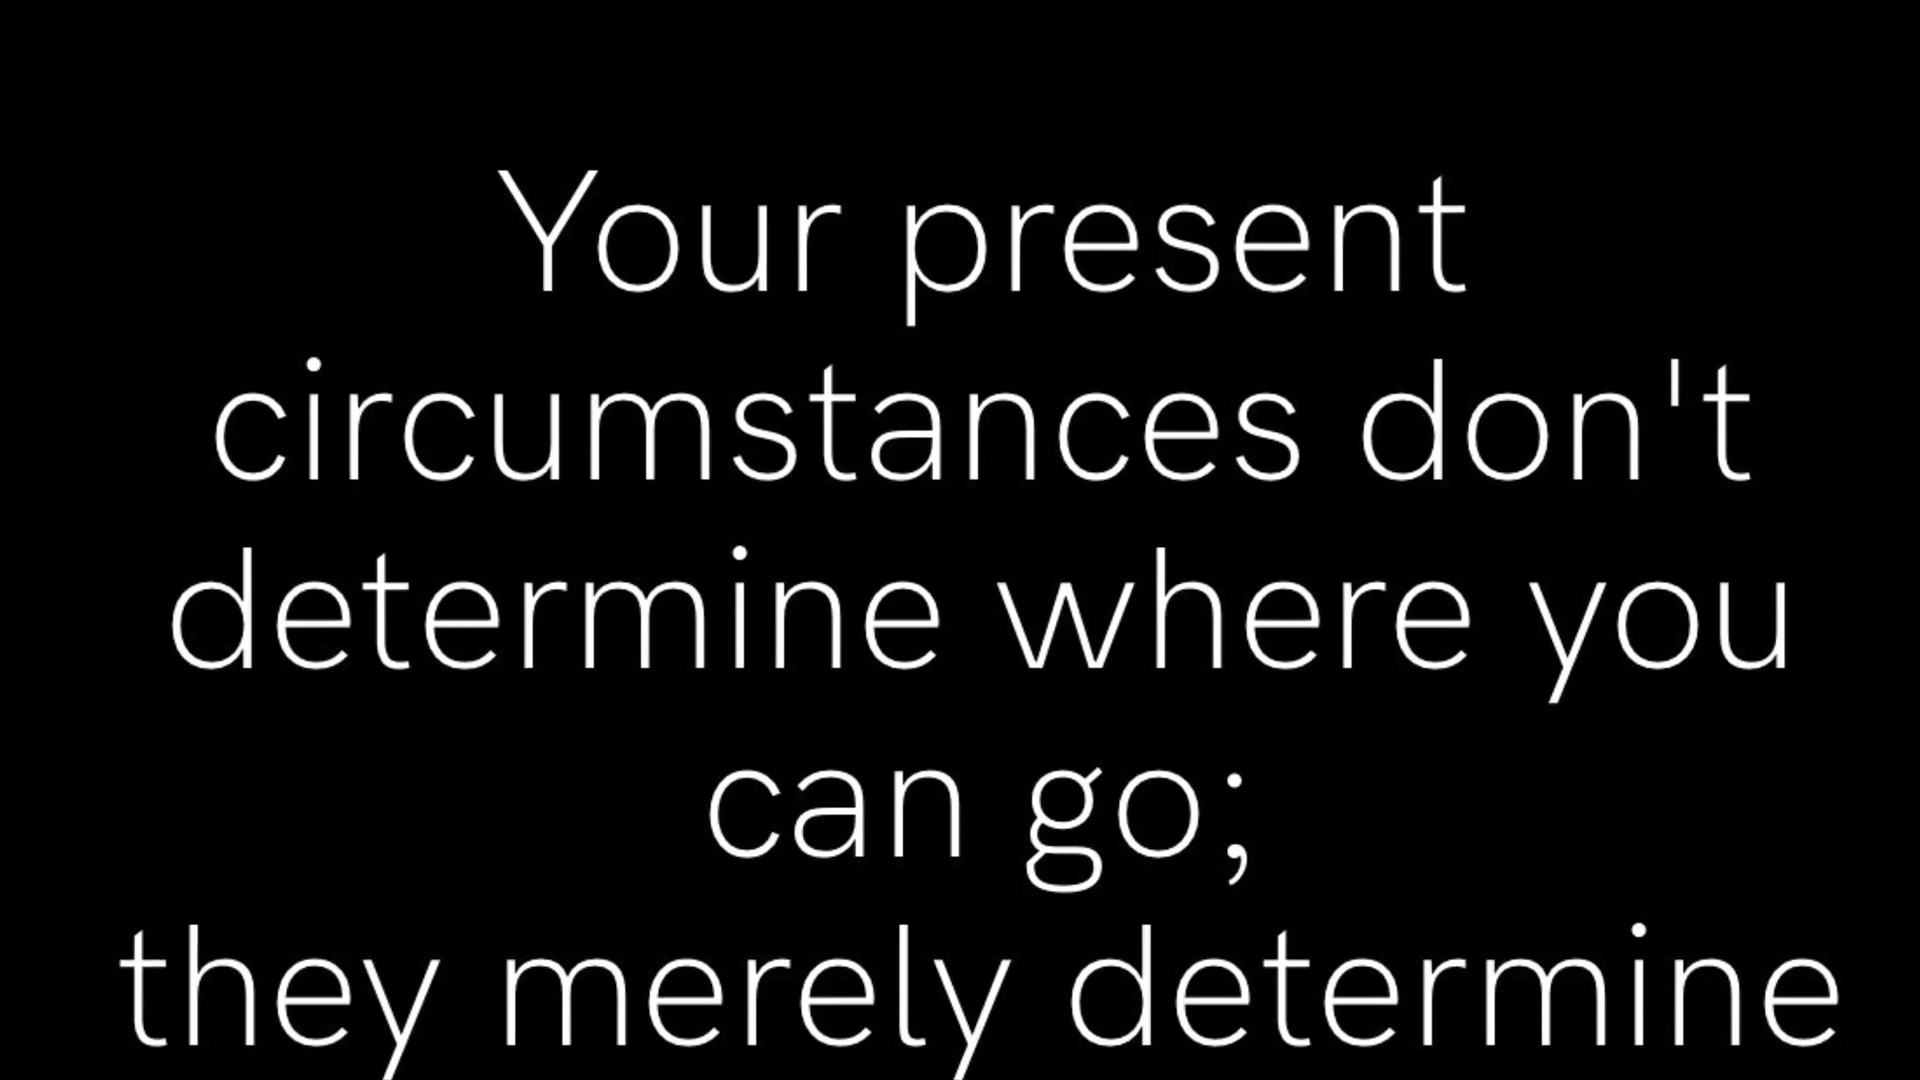 Your present
circumstances don't
determine where you
can go;
they merely determine